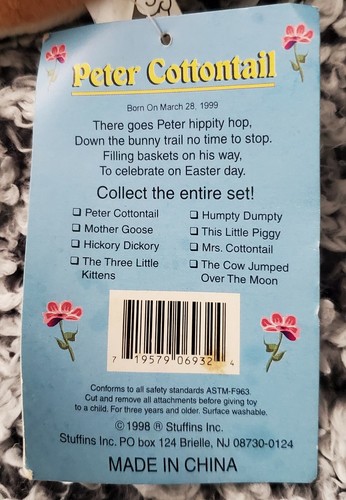 Peter Cottontail
Born On March 28, 1999
There goes Peter hippity hop,
Down the bunny trail no time to stop.
Filling baskets on his way,
To celebrate on Easter day.
Collect the entire set!
❑ Peter Cottontail
❑ Mother Goose
❑ Hickory Dickory
❑ The Three Little
Kittens
❑ Humpty Dumpty
❑ This Little Piggy
❑ Mrs. Cottontail
❑ The Cow Jumped
Over The Moon
7 19579 06932 4
Conforms to all safety standards ASTM-F963.
Cut and remove all attachments before giving toy
to a child. For three years and older. Surface washable.
©1998 ® Stuffins Inc.
Stuffins Inc. PO box 124 Brielle, NJ 08730-0124
MADE IN CHINA